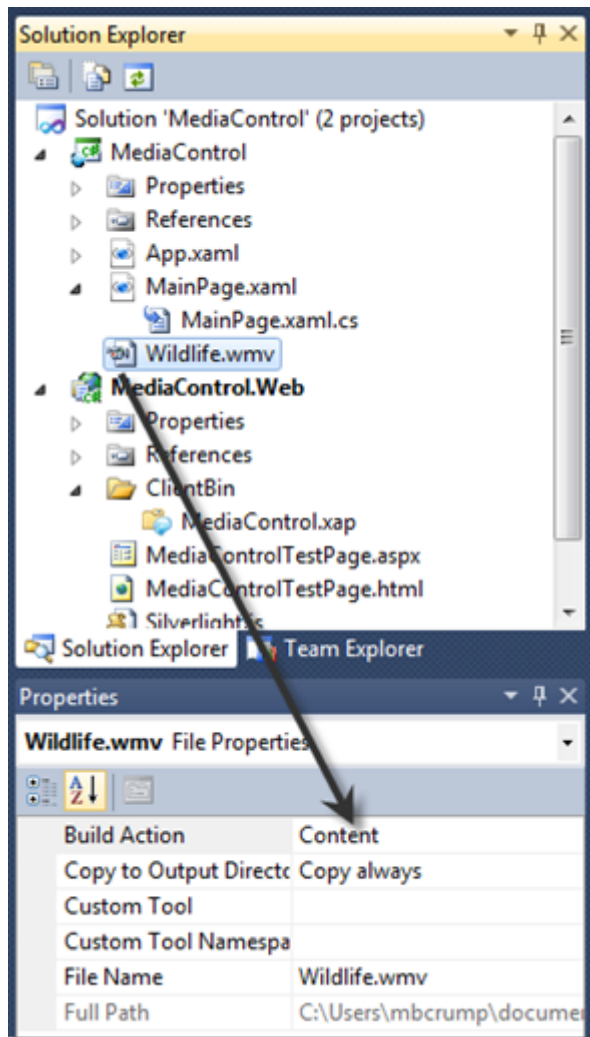 Solution Explorer
Solution 'MediaControl' (2 projects)
MediaControl
Properties
References
App.xaml
MainPage.xaml
MainPage.xaml.cs
Wildlife.wmv
MediaControl.Web
Properties
References
ClientBin
MediaControl.xap
MediaControlTestPage.aspx
MediaControlTestPage.html
Silverlight.js
Solution Explorer Team Explorer
Properties
Wildlife.wmv File Properties
Build Action Content
Copy to Output Directo Copy always
Custom Tool
Custom Tool Namespa
File Name Wildlife.wmv
Full Path C:\Users\mbcrump\documen